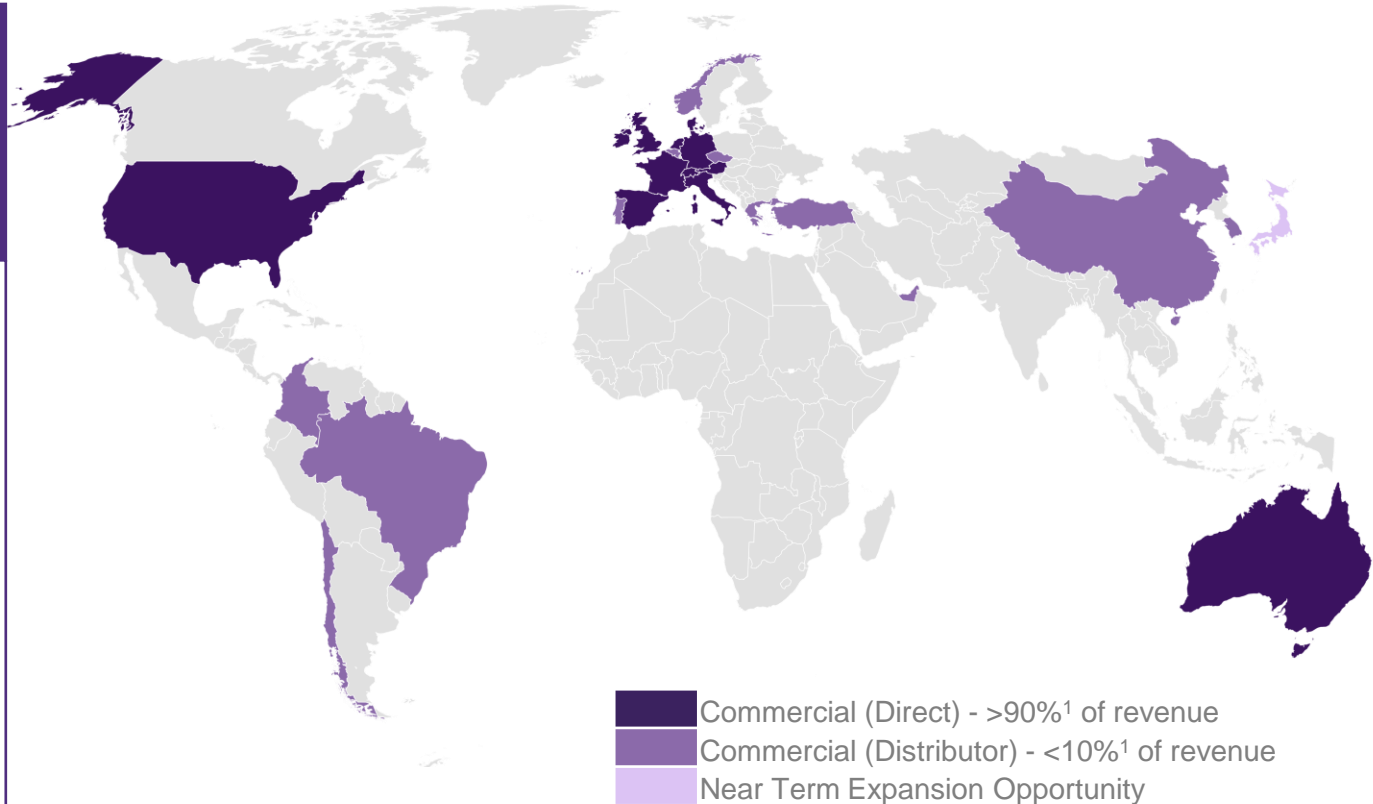 Commercial (Direct) - >90%¹ of revenue
Commercial (Distributor) - <10%¹ of revenue
Near Term Expansion Opportunity